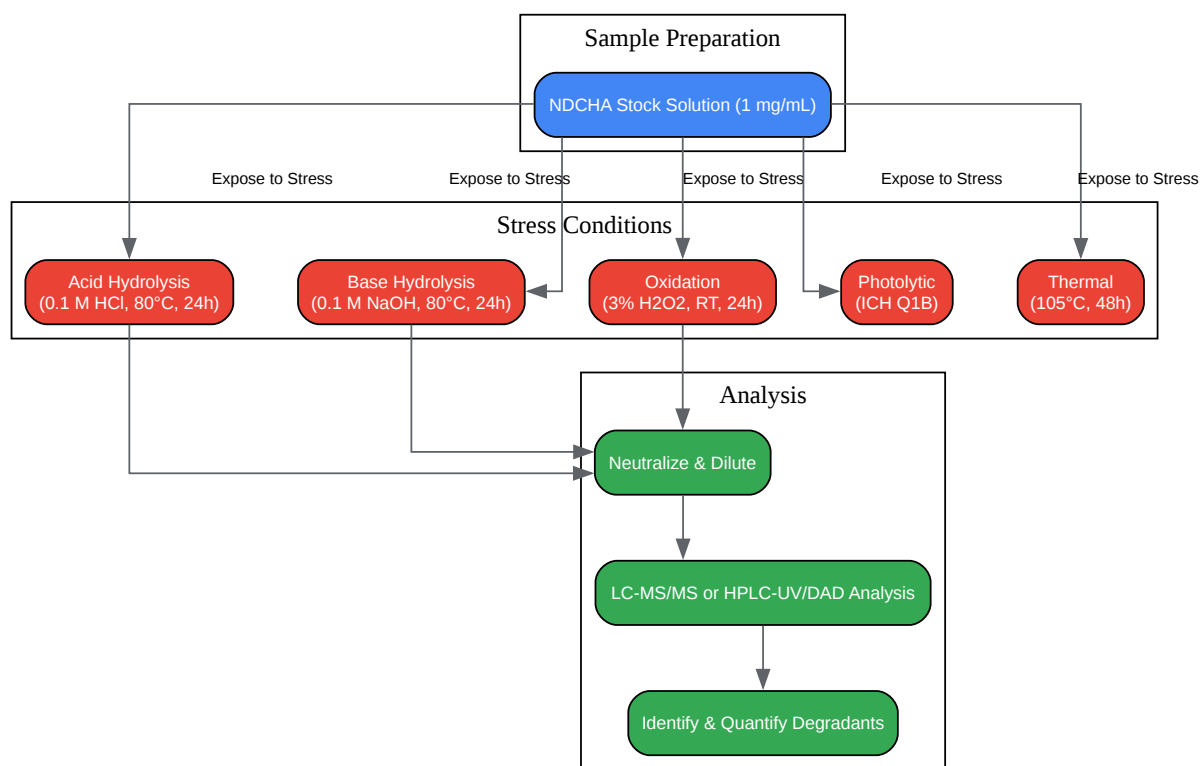 Sample Preparation
NDCHA Stock Solution (1 mg/mL)
Expose to Stress
Expose to Stress
Expose to Stress
Expose to Stress
Expose to Stress
Stress Conditions
Acid Hydrolysis
(0.1 M HCl, 80°C, 24h)
Base Hydrolysis
(0.1 M NaOH, 80°C, 24h)
Oxidation
(3% H2O2, RT, 24h)
Photolytic
(ICH Q1B)
Thermal
(105°C, 48h)
Analysis
Neutralize & Dilute
LC-MS/MS or HPLC-UV/DAD Analysis
Identify & Quantify Degradants